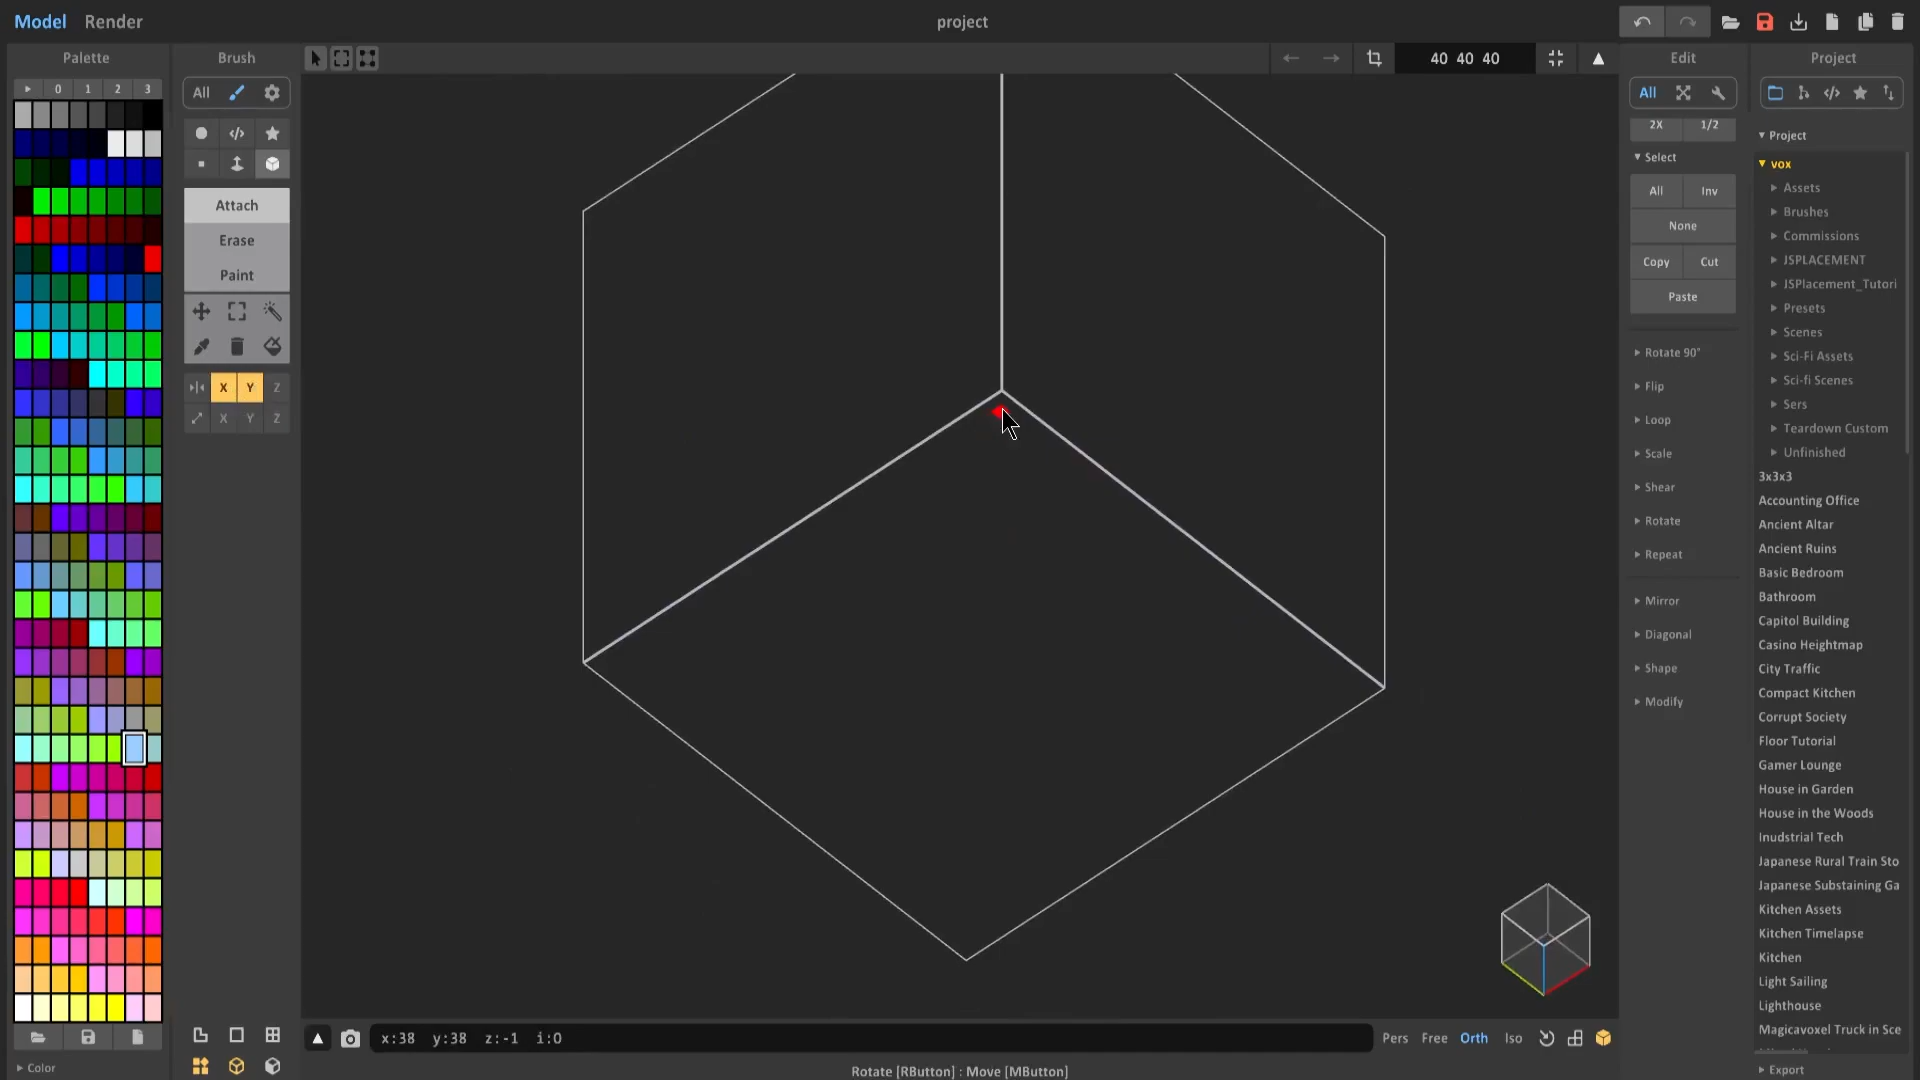 Model Render
project
Palette
0 1 2 3
Brush
All
Attach
Erase
Paint
X Y Z
X Y Z
40 40 40
Edit
All
2X 1/2
Select
All Inv
None
Copy Cut
Paste
Rotate 90°
Flip
Loop
Scale
Shear
Rotate
Repeat
Mirror
Diagonal
Shape
Modify
Project
Project
vox
Assets
Brushes
Commissions
JSPLACEMENT
JSPlacement_Tutori
Presets
Scenes
Sci-Fi Assets
Sci-fi Scenes
Sers
Teardown Custom
Unfinished
3x3x3
Accounting Office
Ancient Altar
Ancient Ruins
Basic Bedroom
Bathroom
Capitol Building
Casino Heightmap
City Traffic
Compact Kitchen
Corrupt Society
Floor Tutorial
Gamer Lounge
House in Garden
House in the Woods
Inudstrial Tech
Japanese Rural Train Sto
Japanese Substaining Ga
Kitchen Assets
Kitchen Timelapse
Kitchen
Light Sailing
Lighthouse
Magicavoxel Truck in Sce
Export
Color
x:38 y:38 z:-1 i:0
Pers Free Orth Iso
Rotate [RButton] : Move [MButton]